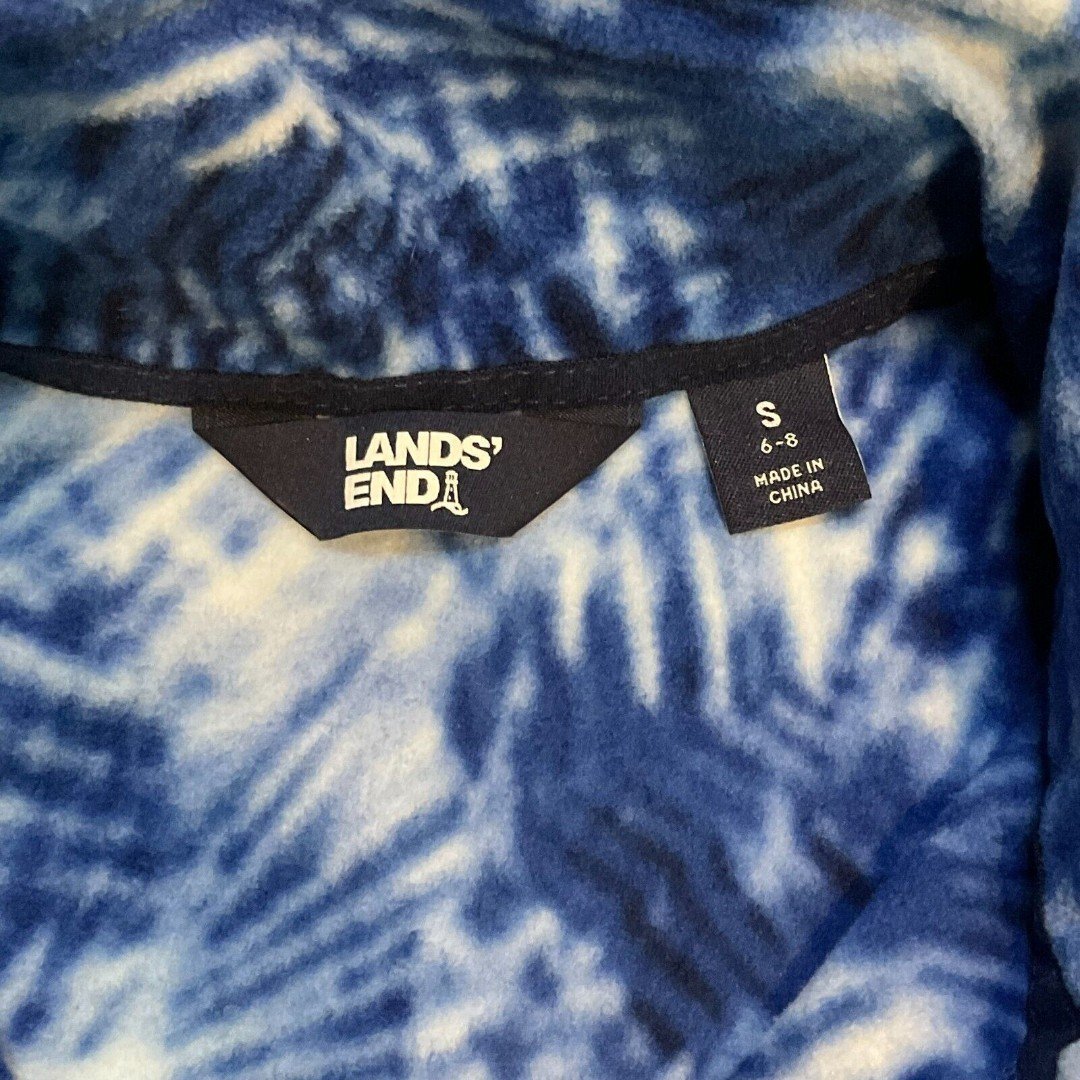 LANDS'
END
S
6-8
MADE IN
CHINA